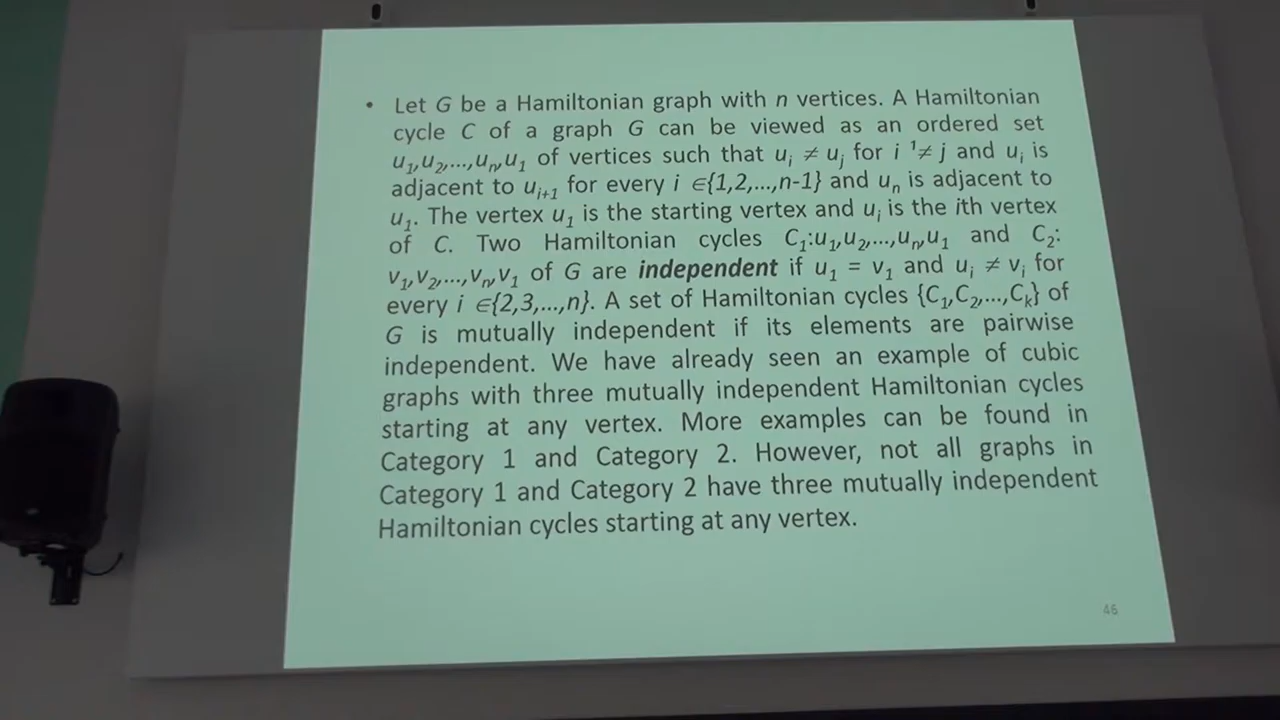 • Let G be a Hamiltonian graph with n vertices. A Hamiltonian
cycle C of a graph G can be viewed as an ordered set
u₁,u₂,...,uₙ,u₁ of vertices such that uᵢ ≠ uⱼ for i ¹≠ j and uᵢ is
adjacent to uᵢ₊₁ for every i ∈{1,2,...,n-1} and uₙ is adjacent to
u₁. The vertex u₁ is the starting vertex and uᵢ is the ith vertex
of C. Two Hamiltonian cycles C₁:u₁,u₂,...,uₙ,u₁ and C₂:
v₁,v₂,...,vₙ,v₁ of G are independent if u₁ = v₁ and uᵢ ≠ vᵢ for
every i ∈{2,3,...,n}. A set of Hamiltonian cycles {C₁,C₂,...,Cₖ} of
G is mutually independent if its elements are pairwise
independent. We have already seen an example of cubic
graphs with three mutually independent Hamiltonian cycles
starting at any vertex. More examples can be found in
Category 1 and Category 2. However, not all graphs in
Category 1 and Category 2 have three mutually independent
Hamiltonian cycles starting at any vertex.
46